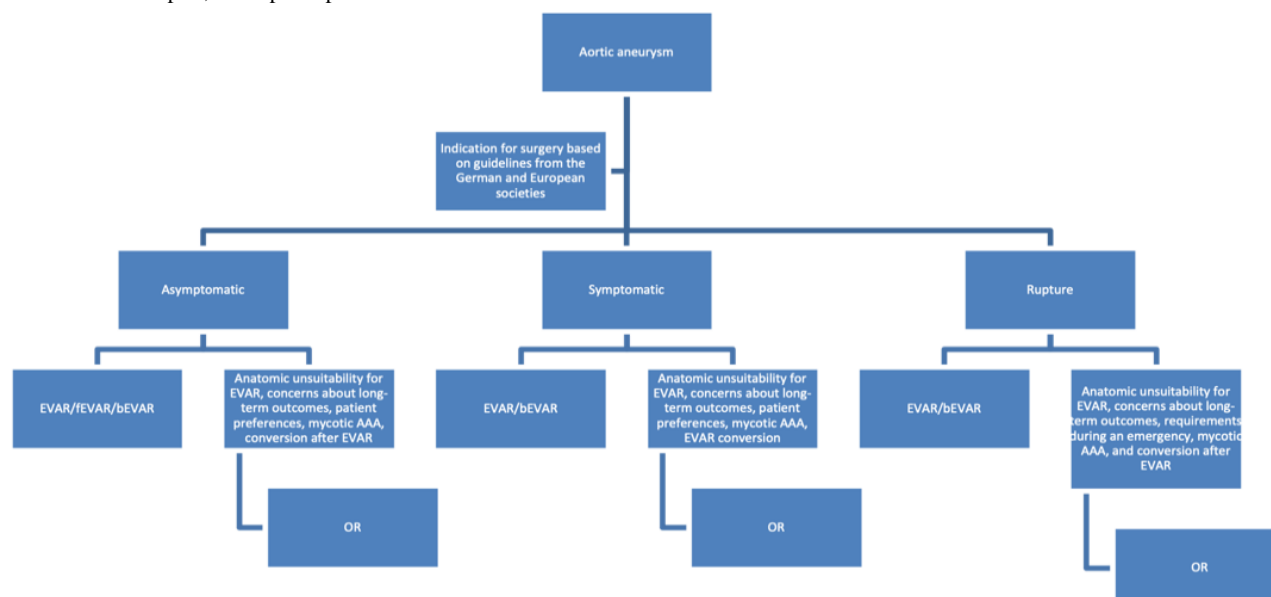 Aortic aneurysm
Indication for surgery based
on guidelines from the
German and European
societies
Asymptomatic
Symptomatic
Rupture
EVAR/fEVAR/bEVAR
Anatomic unsuitability for
EVAR, concerns about long-
term outcomes, patient
preferences, mycotic AAA,
conversion after EVAR
EVAR/bEVAR
Anatomic unsuitability for
EVAR, concerns about long-
term outcomes, patient
preferences, mycotic AAA,
EVAR conversion
EVAR/bEVAR
Anatomic unsuitability for
EVAR, concerns about long-
term outcomes, requirements
during an emergency, mycotic
AAA, and conversion after
EVAR
OR
OR
OR